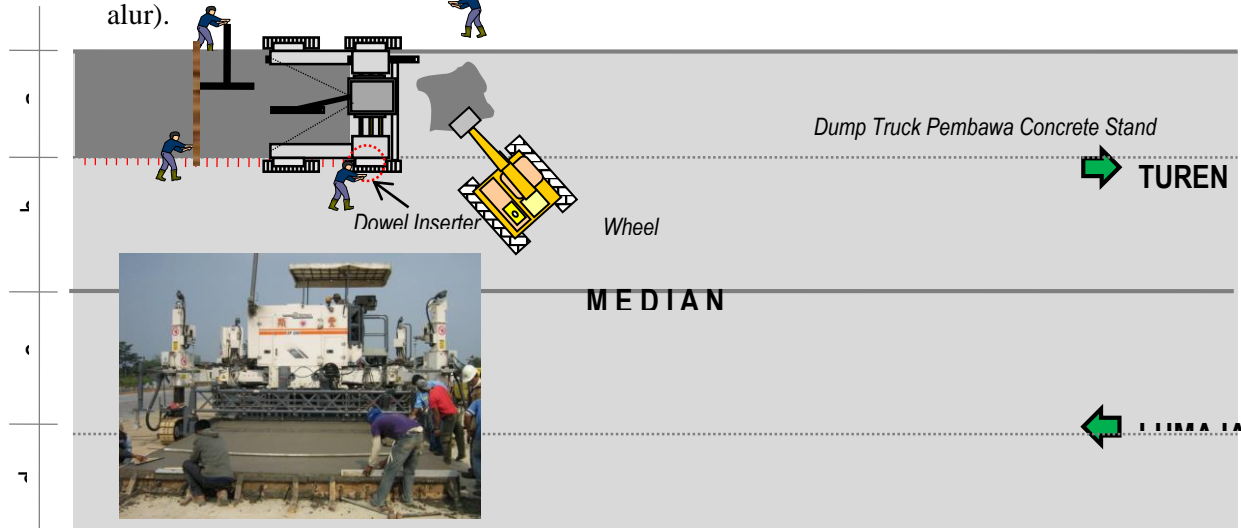 alur).
Dump Truck Pembawa Concrete Stand
TUREN
Dowel Inserter
Wheel
MEDIAN